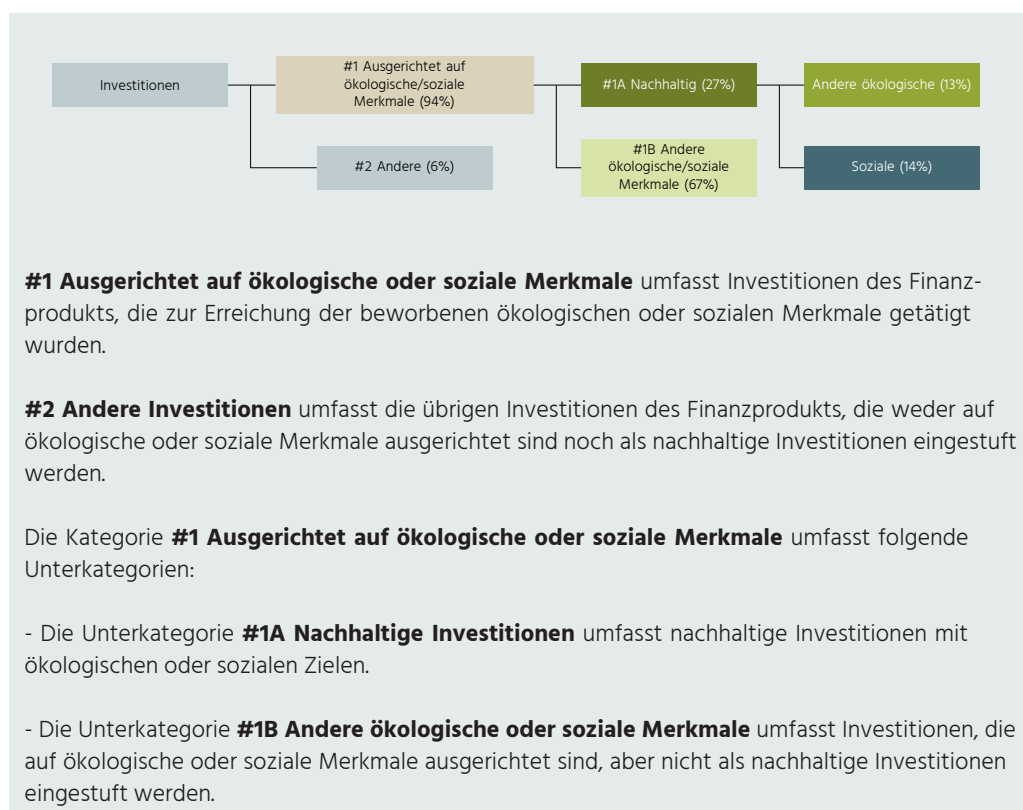 Investitionen
#1 Ausgerichtet auf
ökologische/soziale
Merkmale (94%)
#1A Nachhaltig (27%)
Andere ökologische (13%)
#2 Andere (6%)
#1B Andere
ökologische/soziale
Merkmale (67%)
Soziale (14%)
#1 Ausgerichtet auf ökologische oder soziale Merkmale umfasst Investitionen des Finanz-
produkts, die zur Erreichung der beworbenen ökologischen oder sozialen Merkmale getätigt
wurden.
#2 Andere Investitionen umfasst die übrigen Investitionen des Finanzprodukts, die weder auf
ökologische oder soziale Merkmale ausgerichtet sind noch als nachhaltige Investitionen eingestuft
werden.
Die Kategorie #1 Ausgerichtet auf ökologische oder soziale Merkmale umfasst folgende
Unterkategorien:
- Die Unterkategorie #1A Nachhaltige Investitionen umfasst nachhaltige Investitionen mit
ökologischen oder sozialen Zielen.
- Die Unterkategorie #1B Andere ökologische oder soziale Merkmale umfasst Investitionen, die
auf ökologische oder soziale Merkmale ausgerichtet sind, aber nicht als nachhaltige Investitionen
eingestuft werden.